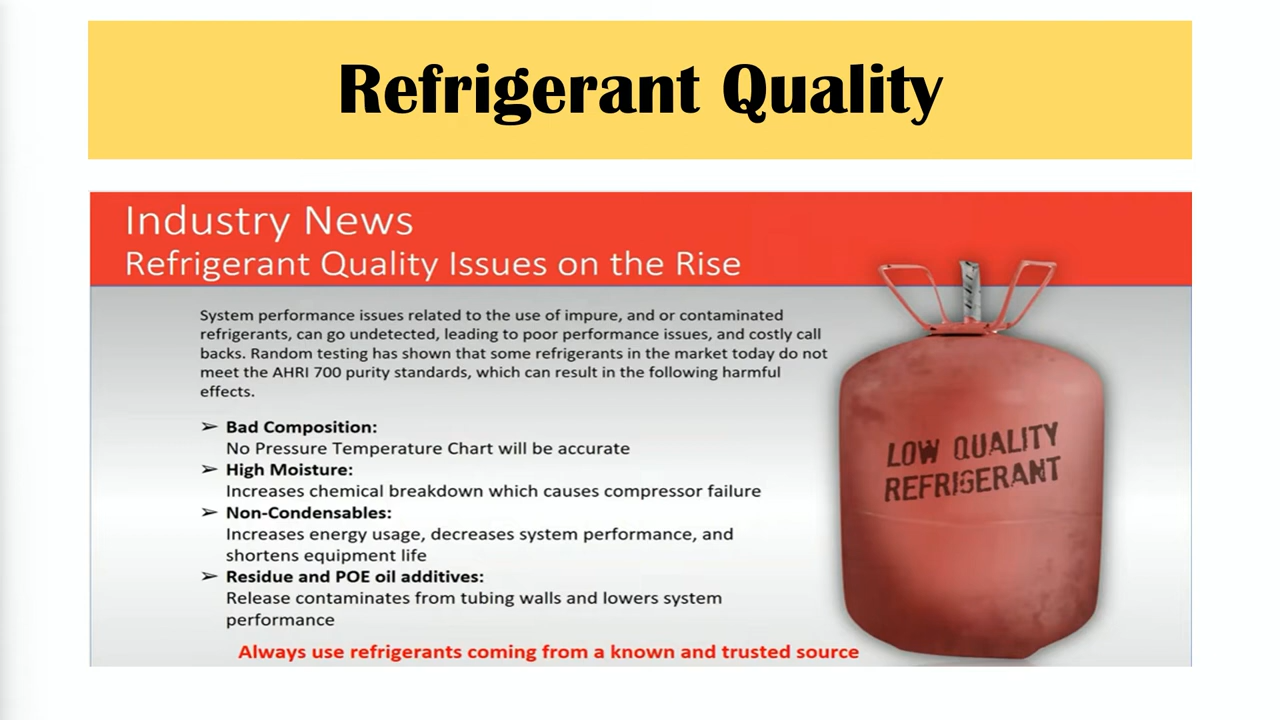 Refrigerant Quality
Industry News
Refrigerant Quality Issues on the Rise
System performance issues related to the use of impure, and or contaminated
refrigerants, can go undetected, leading to poor performance issues, and costly call
backs. Random testing has shown that some refrigerants in the market today do not
meet the AHRI 700 purity standards, which can result in the following harmful
effects.
➢ Bad Composition:
No Pressure Temperature Chart will be accurate
➢ High Moisture:
Increases chemical breakdown which causes compressor failure
➢ Non-Condensables:
Increases energy usage, decreases system performance, and
shortens equipment life
➢ Residue and POE oil additives:
Release contaminates from tubing walls and lowers system
performance
Always use refrigerants coming from a known and trusted source
LOW QUALITY
REFRIGERANT